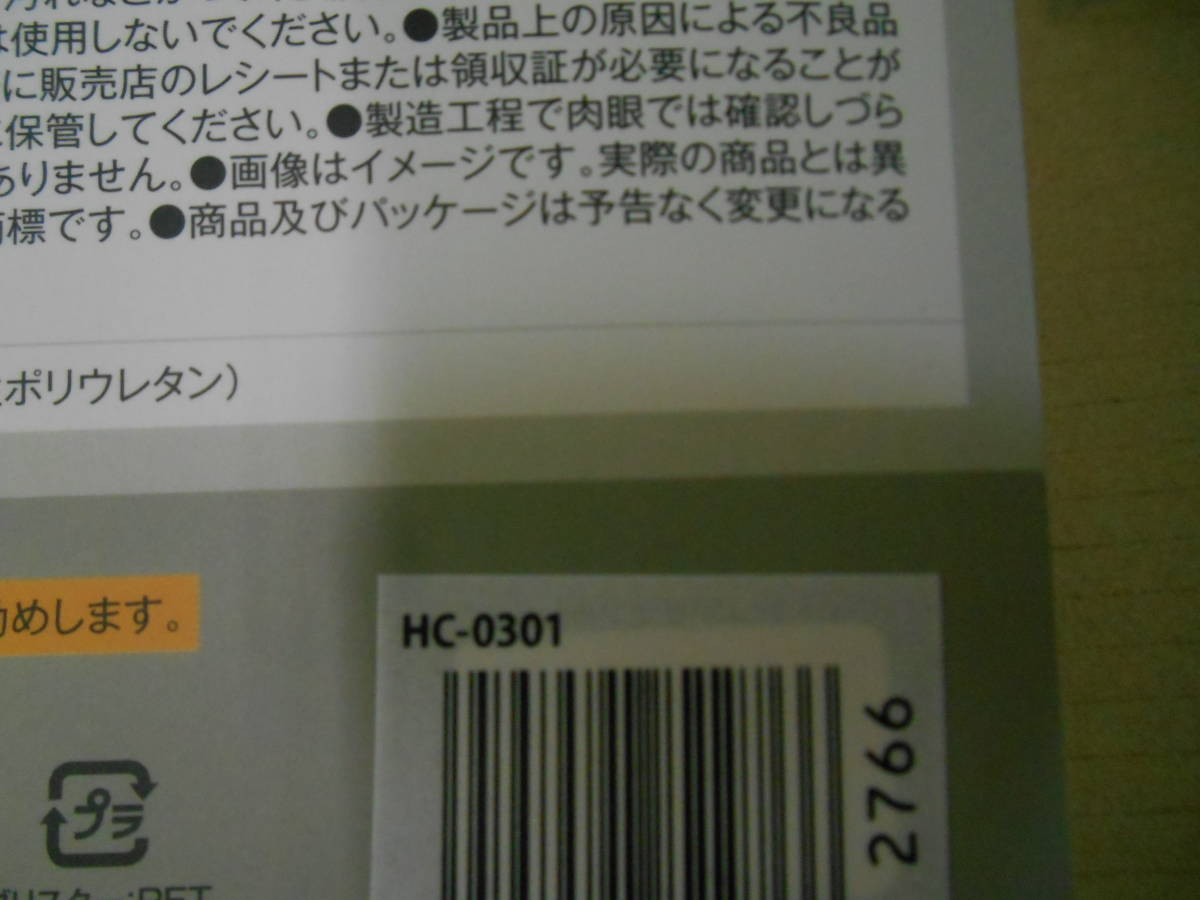 は使用しないでください。●製品上の原因による不良品
に販売店のレシートまたは領収証が必要になることが
保管してください。●製造工程で肉眼では確認しづら
ありません。●画像はイメージです。実際の商品とは異
標です。●商品及びパッケージは予告なく変更になる
ポリウレタン）
めします。
HC-0301
2766
プラ